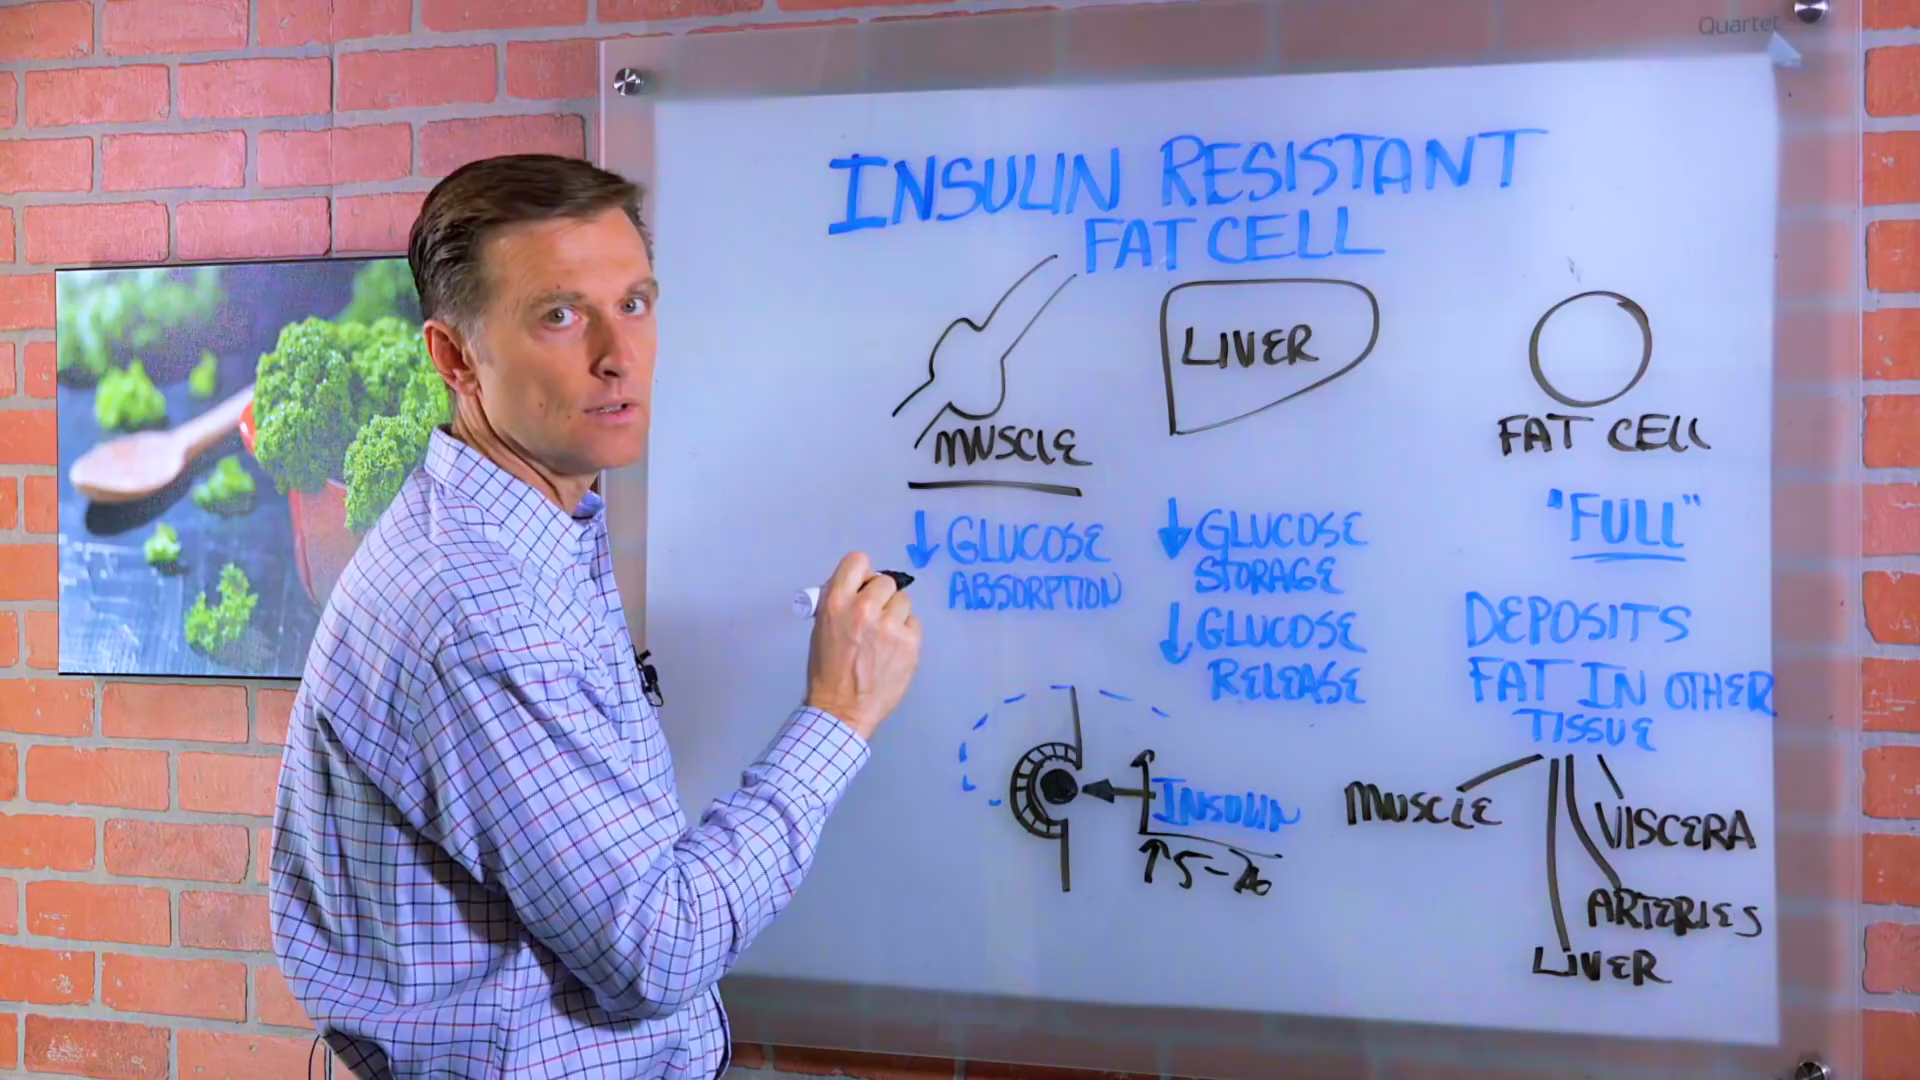 Quartet
INSULIN RESISTANT
FAT CELL
LIVER
MUSCLE
FAT CELL
↓ GLUCOSE
ABSORPTION
↓ GLUCOSE
STORAGE
↓ GLUCOSE
RELEASE
"FULL"
DEPOSITS
FAT IN OTHER
TISSUE
INSULIN
MUSCLE
VISCERA
ARTERIES
LIVER